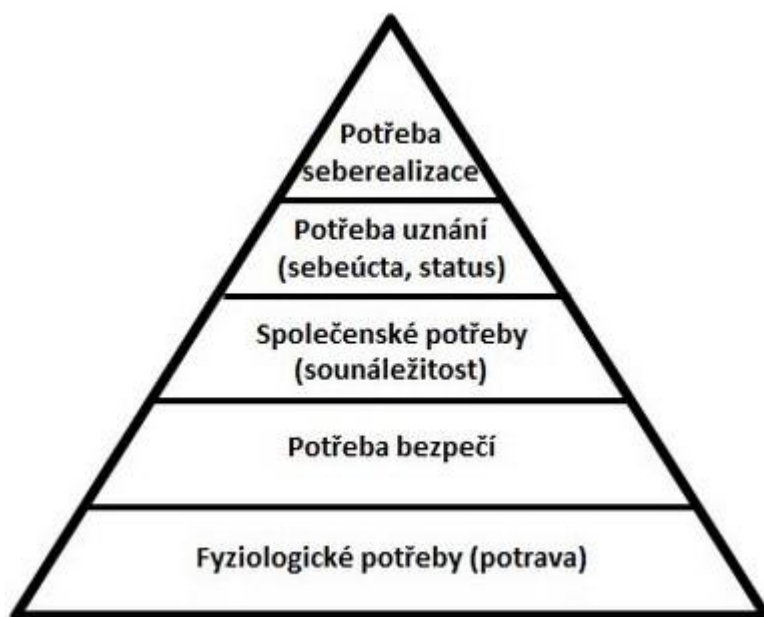 Potřeba
seberealizace
Potřeba uznání
(sebeúcta, status)
Společenské potřeby
(sounáležitost)
Potřeba bezpečí
Fyziologické potřeby (potrava)